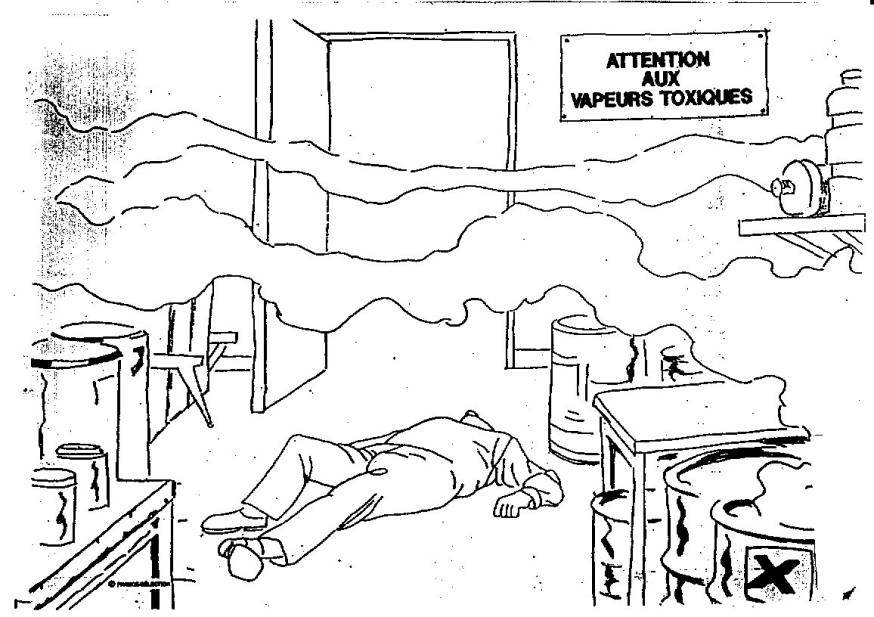 ATTENTION
AUX
VAPEURS TOXIQUES
X